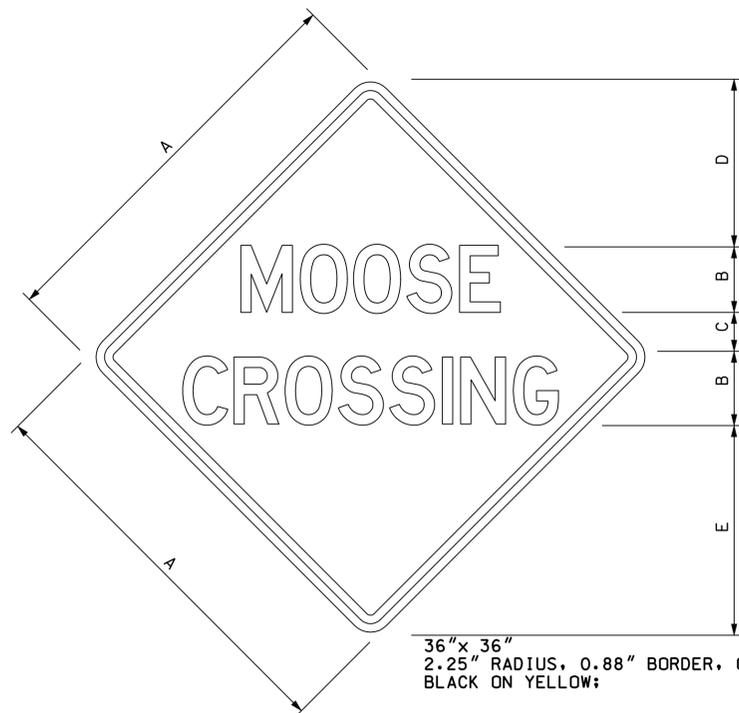 A
D
MOOSE
B
C
CROSSING
B
A
E
36"x 36"
2.25" RADIUS, 0.88" BORDER,
BLACK ON YELLOW;